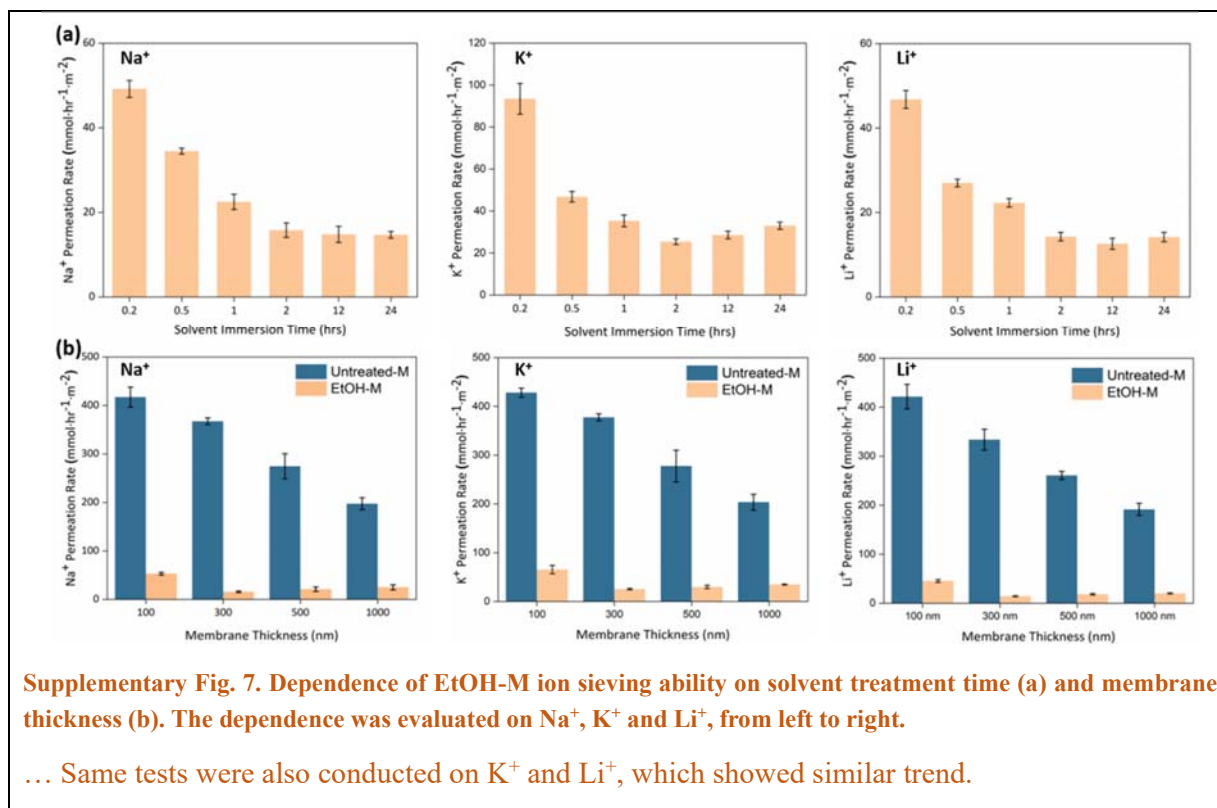 (a)
Na⁺
Na⁺ Permeation Rate (mmol·hr⁻¹·m⁻²)
60
40
20
0
0.2 0.5 1 2 12 24
Solvent Immersion Time (hrs)
K⁺
K⁺ Permeation Rate (mmol·hr⁻¹·m⁻²)
120
100
80
60
40
20
0
0.2 0.5 1 2 12 24
Solvent Immersion Time (hrs)
Li⁺
Li⁺ Permeation Rate (mmol·hr⁻¹·m⁻²)
60
40
20
0
0.2 0.5 1 2 12 24
Solvent Immersion Time (hrs)
(b)
Na⁺
Untreated-M
EtOH-M
Na⁺ Permeation Rate (mmol·hr⁻¹·m⁻²)
500
400
300
200
100
0
100 300 500 1000
Membrane Thickness (nm)
K⁺
Untreated-M
EtOH-M
K⁺ Permeation Rate (mmol·hr⁻¹·m⁻²)
500
400
300
200
100
0
100 300 500 1000
Membrane Thickness (nm)
Li⁺
Untreated-M
EtOH-M
Li⁺ Permeation Rate (mmol·hr⁻¹·m⁻²)
500
400
300
200
100
0
100 nm 300 nm 500 nm 1000 nm
Membrane Thickness (nm)
Supplementary Fig. 7. Dependence of EtOH-M ion sieving ability on solvent treatment time (a) and membrane
thickness (b). The dependence was evaluated on Na⁺, K⁺ and Li⁺, from left to right.
… Same tests were also conducted on K⁺ and Li⁺, which showed similar trend.